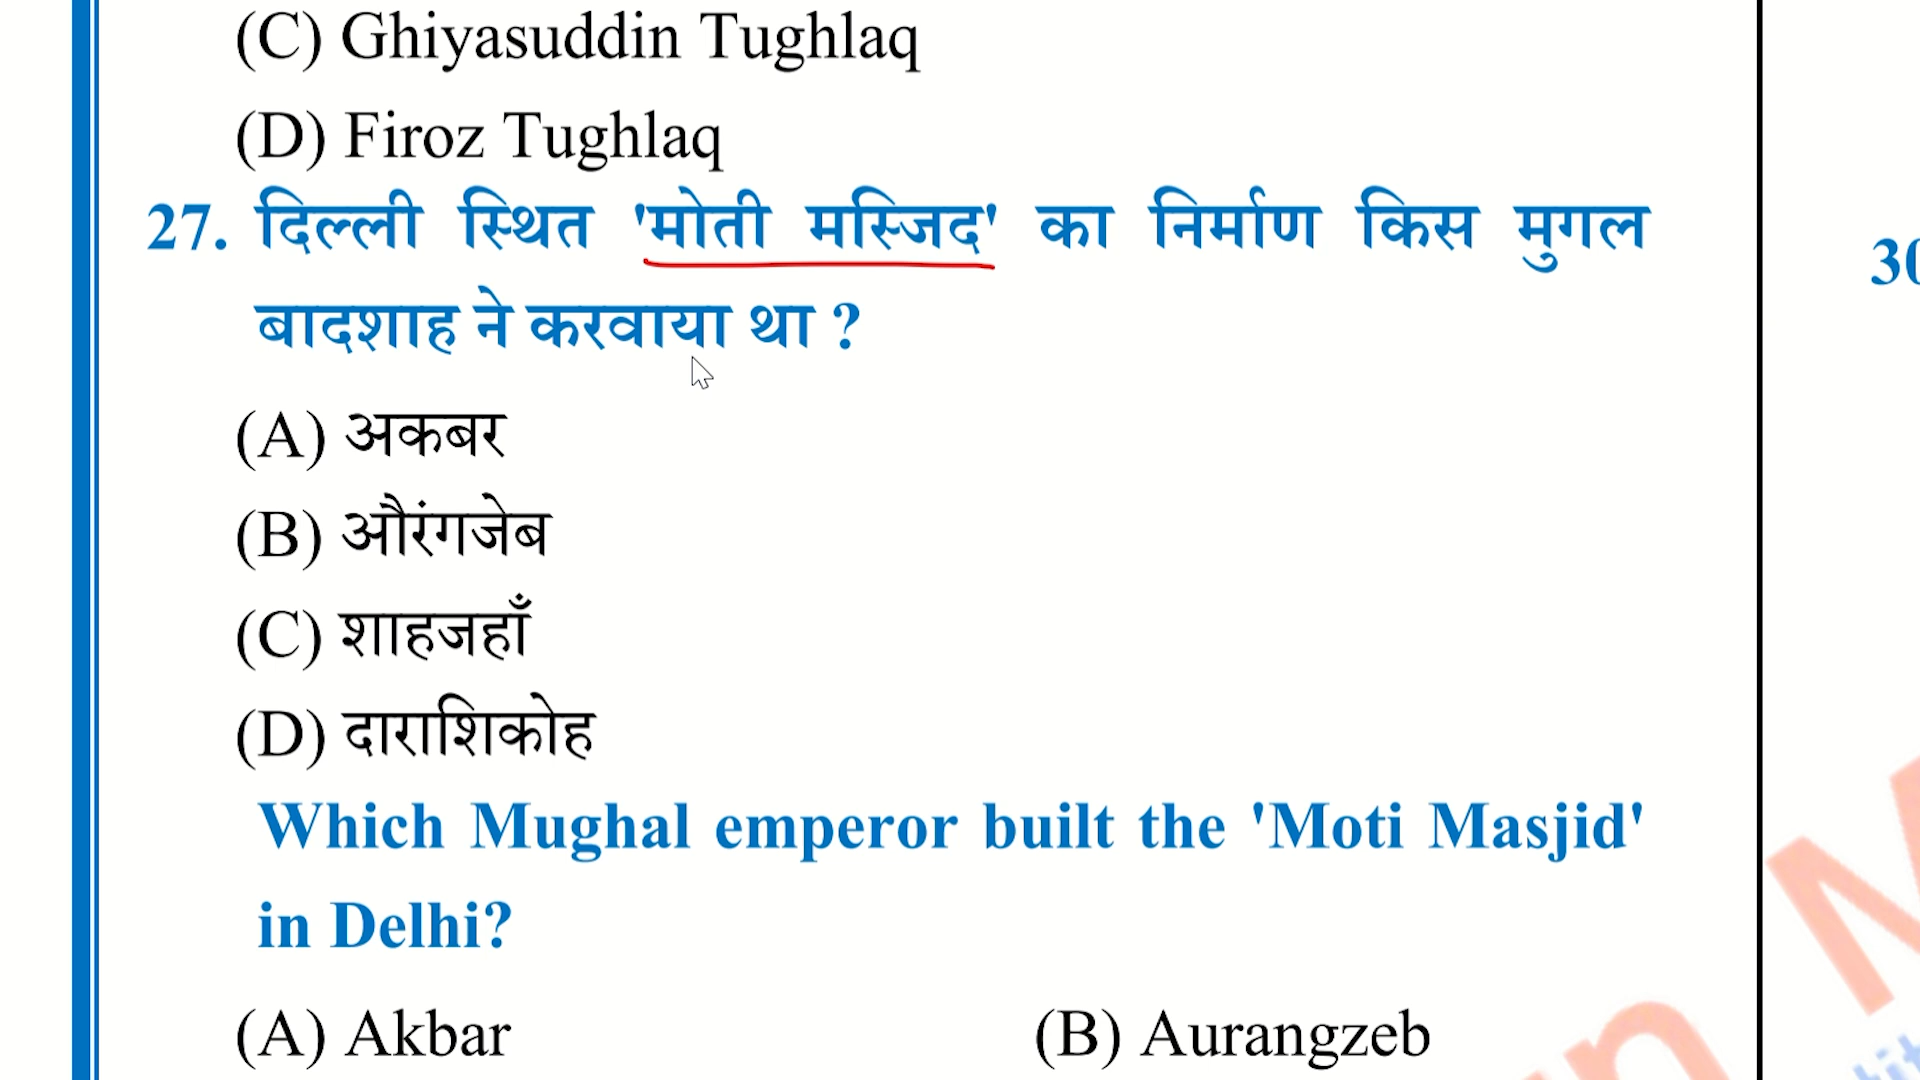 (C) Ghiyasuddin Tughlaq
(D) Firoz Tughlaq
27. दिल्ली स्थित 'मोती मस्जिद' का निर्माण किस मुगल
बादशाह ने करवाया था ?
(A) अकबर
(B) औरंगजेब
(C) शाहजहाँ
(D) दाराशिकोह
Which Mughal emperor built the 'Moti Masjid'
in Delhi?
(A) Akbar (B) Aurangzeb